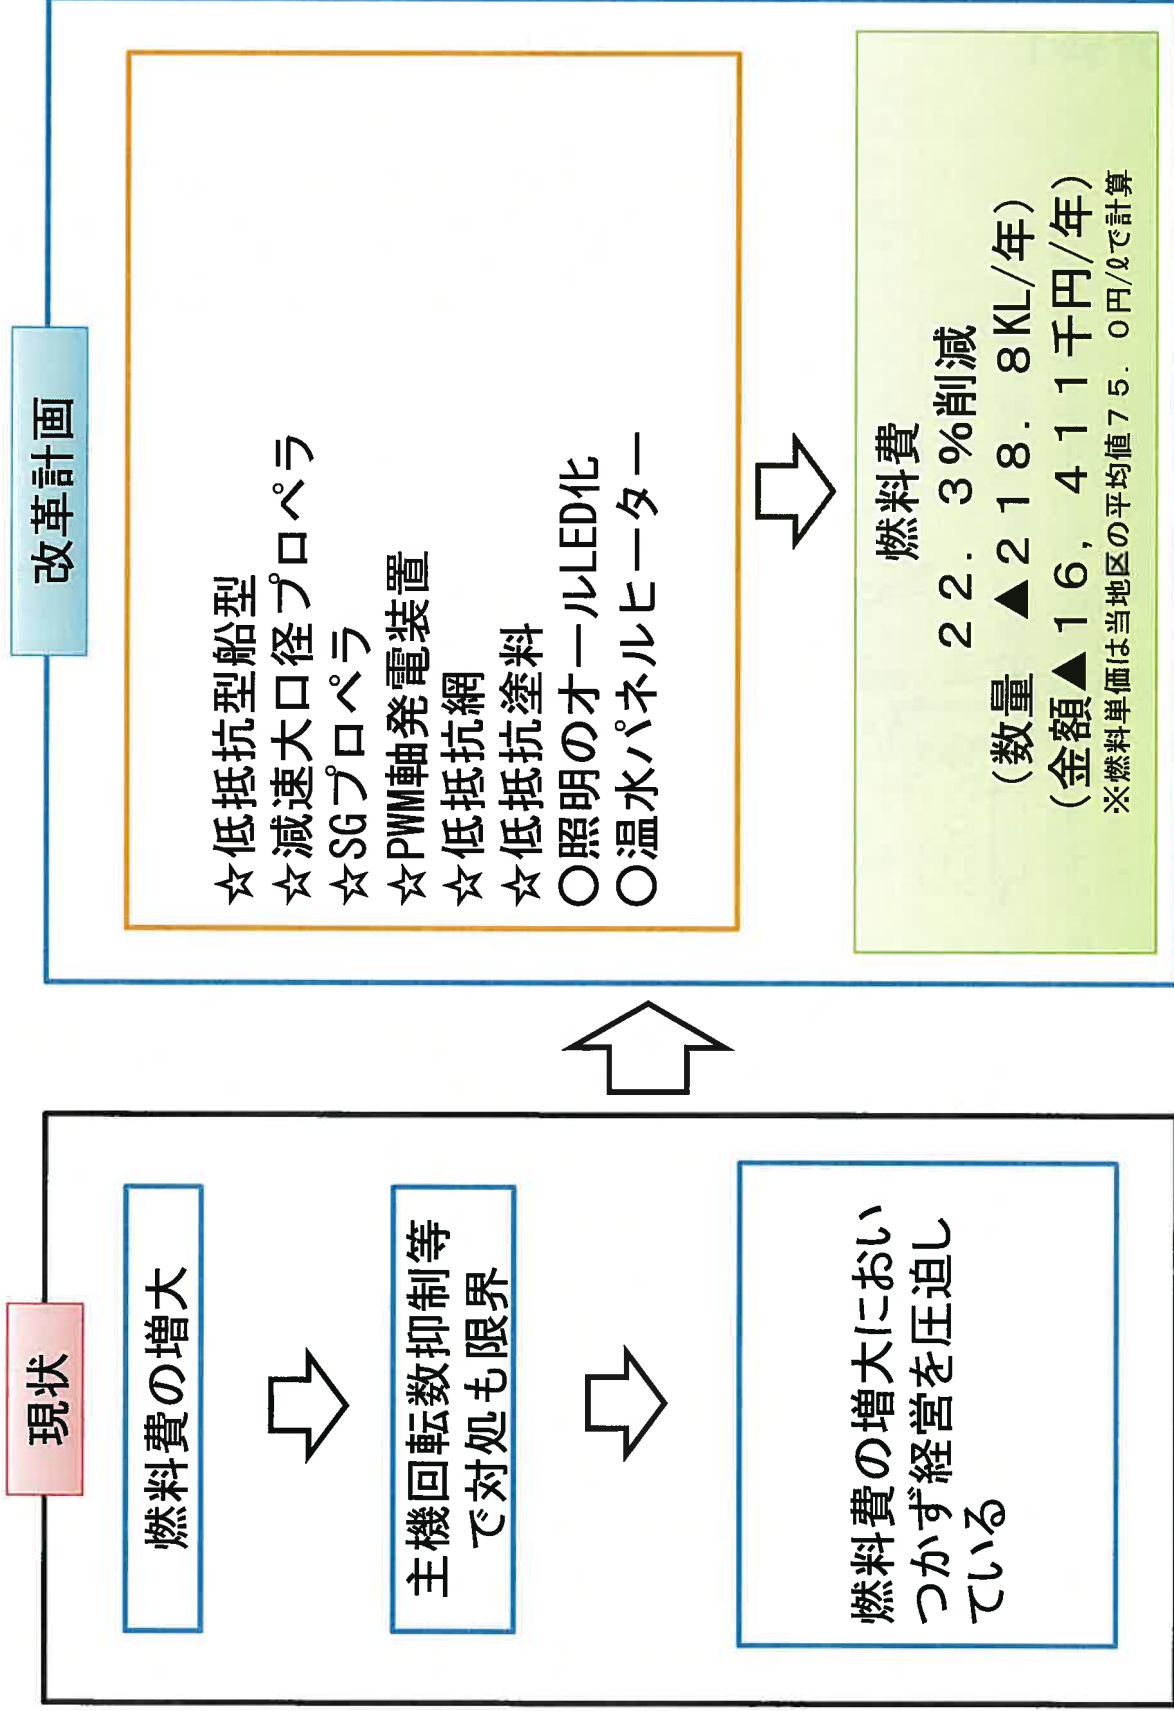 現状
燃料費の増大
主機回転数抑制等
で対処も限界
燃料費の増大におい
つかず経営を圧迫し
ている
改革計画
☆低抵抗型船型
☆減速大口径プロペラ
☆SGプロペラ
☆PWM軸発電装置
☆低抵抗網
☆低抵抗塗料
○照明のオールLED化
○温水パネルヒーター
燃料費
２２．３％削減
（数量 ▲２１８．８KL/年）
（金額▲１６，４１１千円/年）
※燃料単価は当地区の平均値７５．０円/ℓで計算